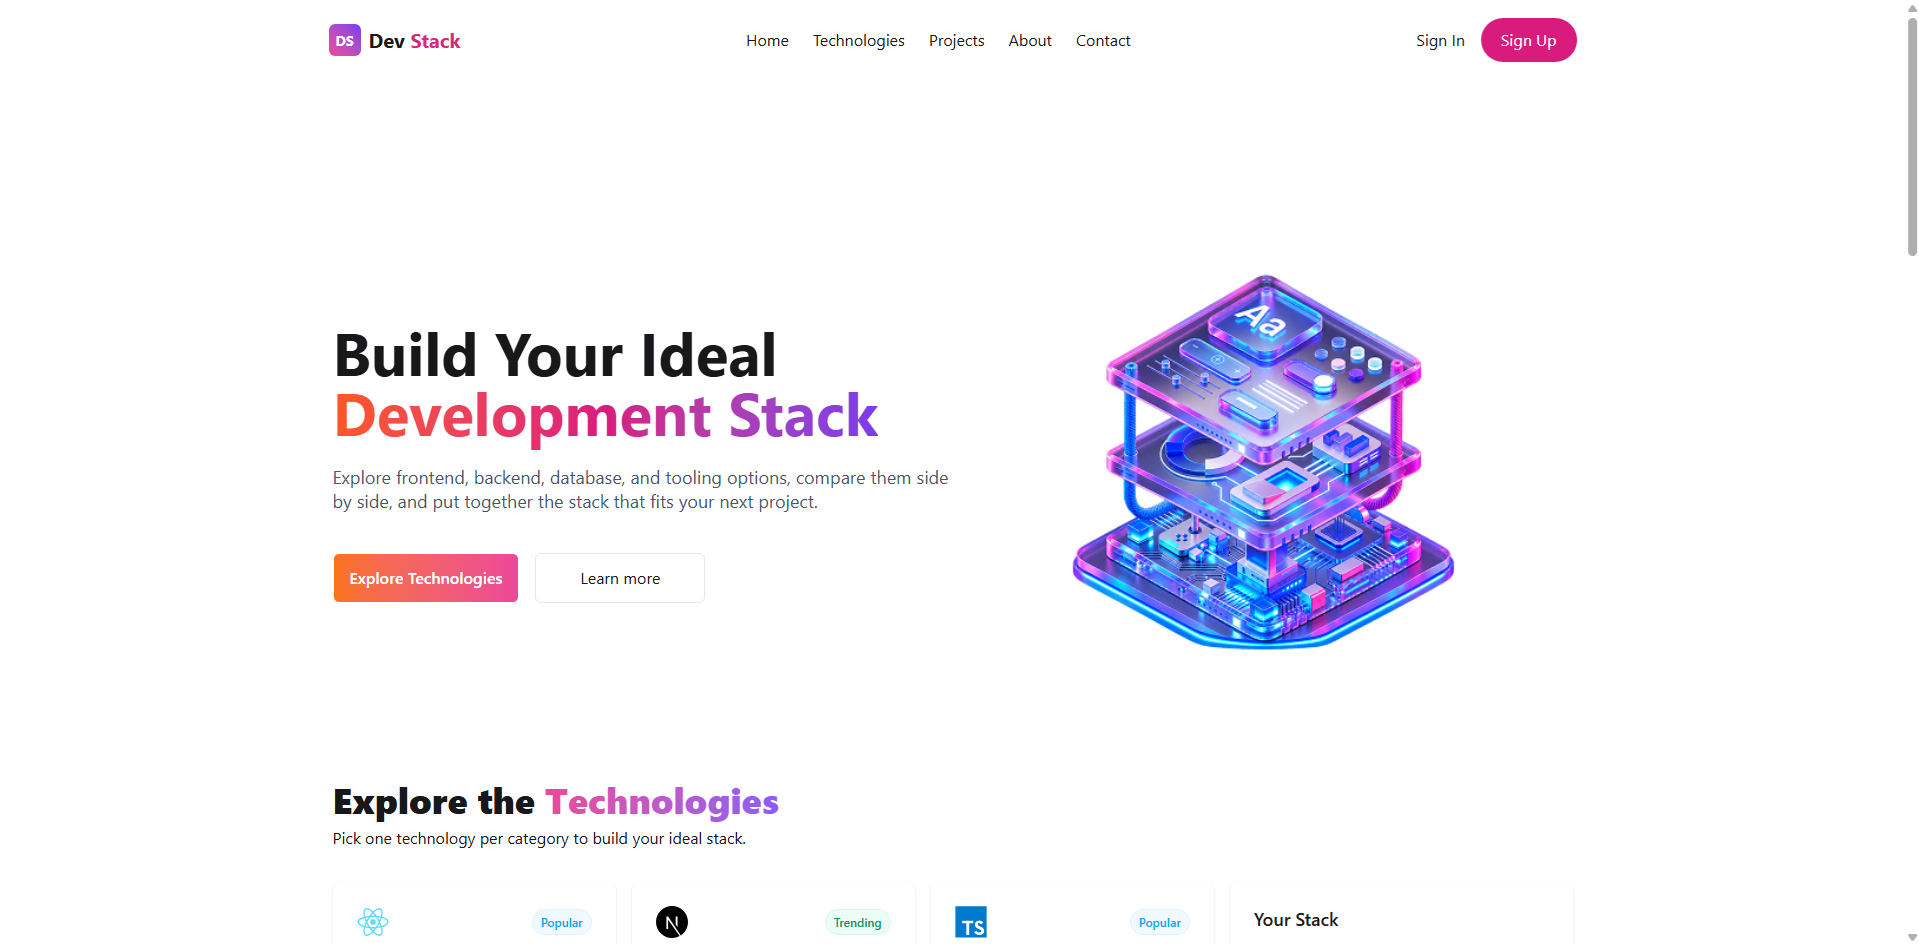 DS Dev Stack
Home Technologies Projects About Contact
Sign In Sign Up
Build Your Ideal
Development Stack
Explore frontend, backend, database, and tooling options, compare them side
by side, and put together the stack that fits your next project.
Explore Technologies Learn more
Aa
Explore the Technologies
Pick one technology per category to build your ideal stack.
Popular
N Trending
TS Popular
Your Stack